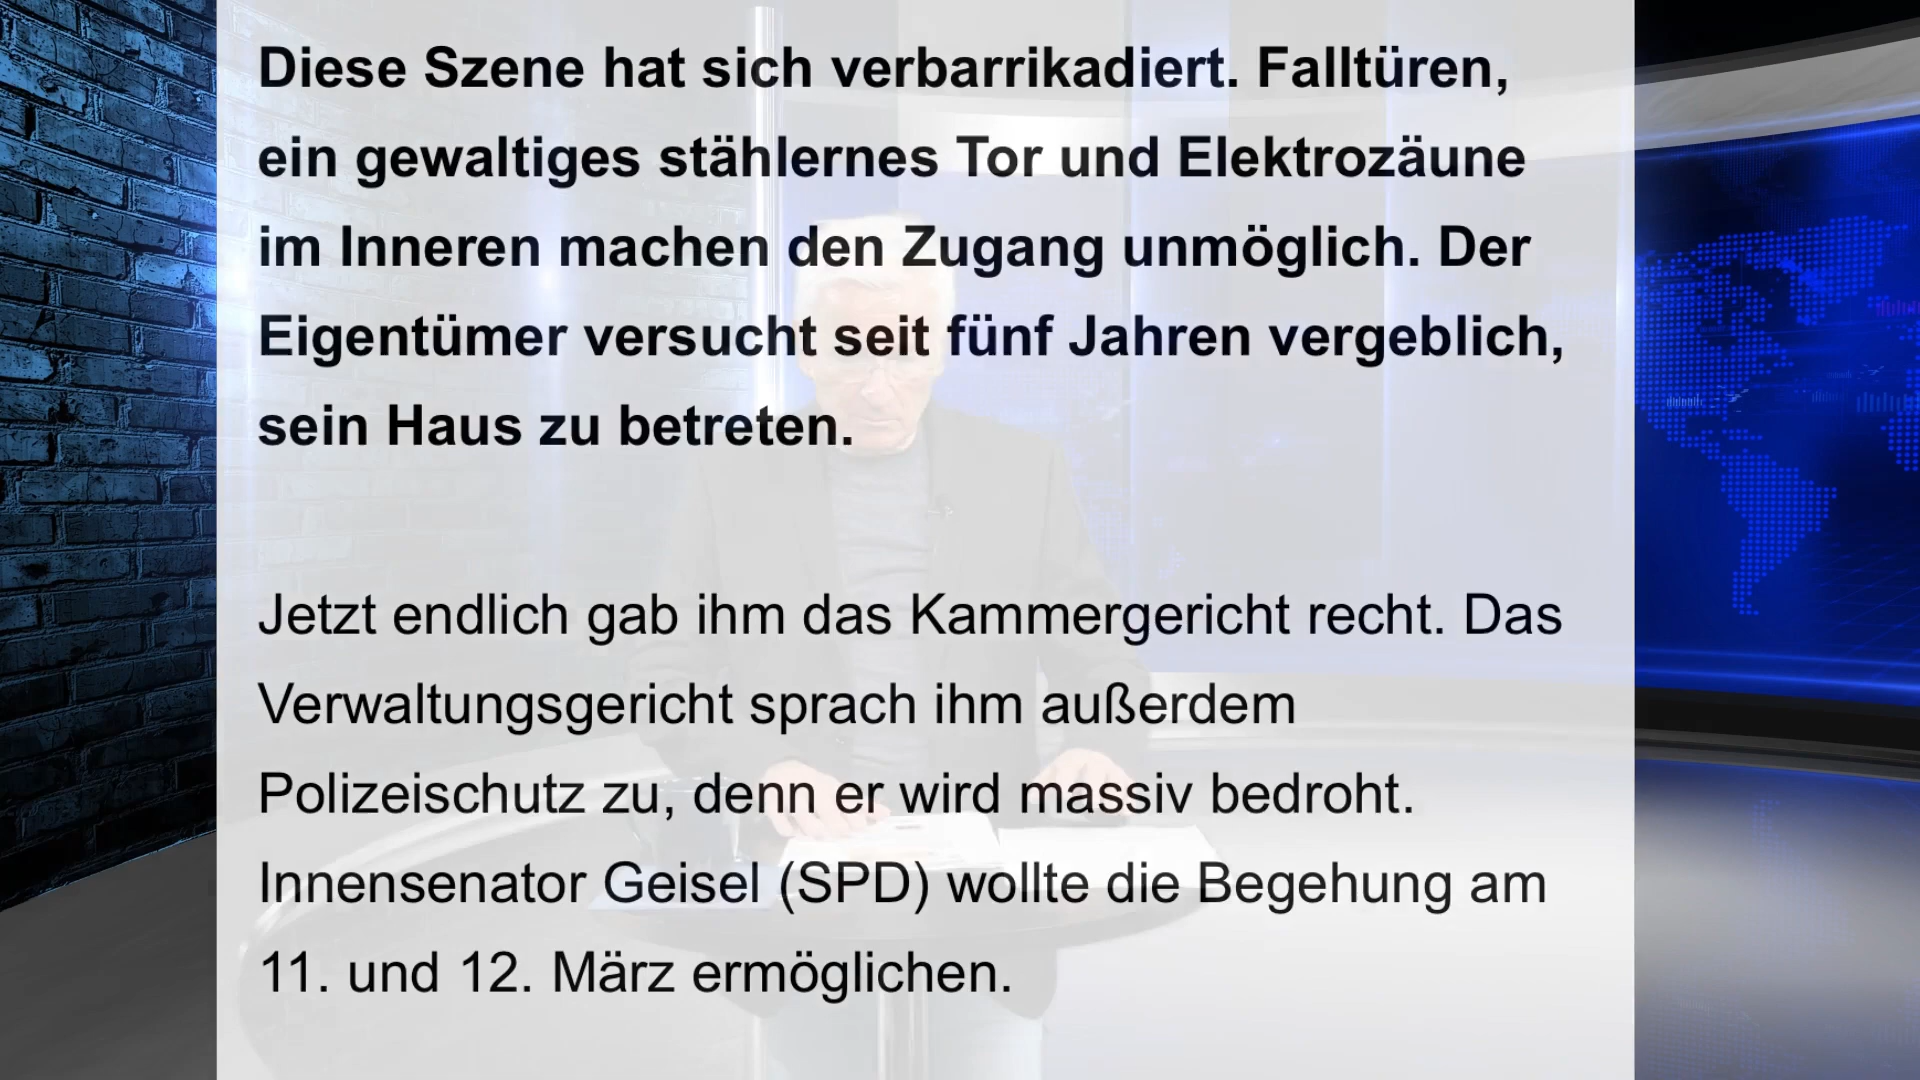 Diese Szene hat sich verbarrikadiert. Falltüren,
ein gewaltiges stählernes Tor und Elektrozäune
im Inneren machen den Zugang unmöglich. Der
Eigentümer versucht seit fünf Jahren vergeblich,
sein Haus zu betreten.
Jetzt endlich gab ihm das Kammergericht recht. Das
Verwaltungsgericht sprach ihm außerdem
Polizeischutz zu, denn er wird massiv bedroht.
Innensenator Geisel (SPD) wollte die Begehung am
11. und 12. März ermöglichen.